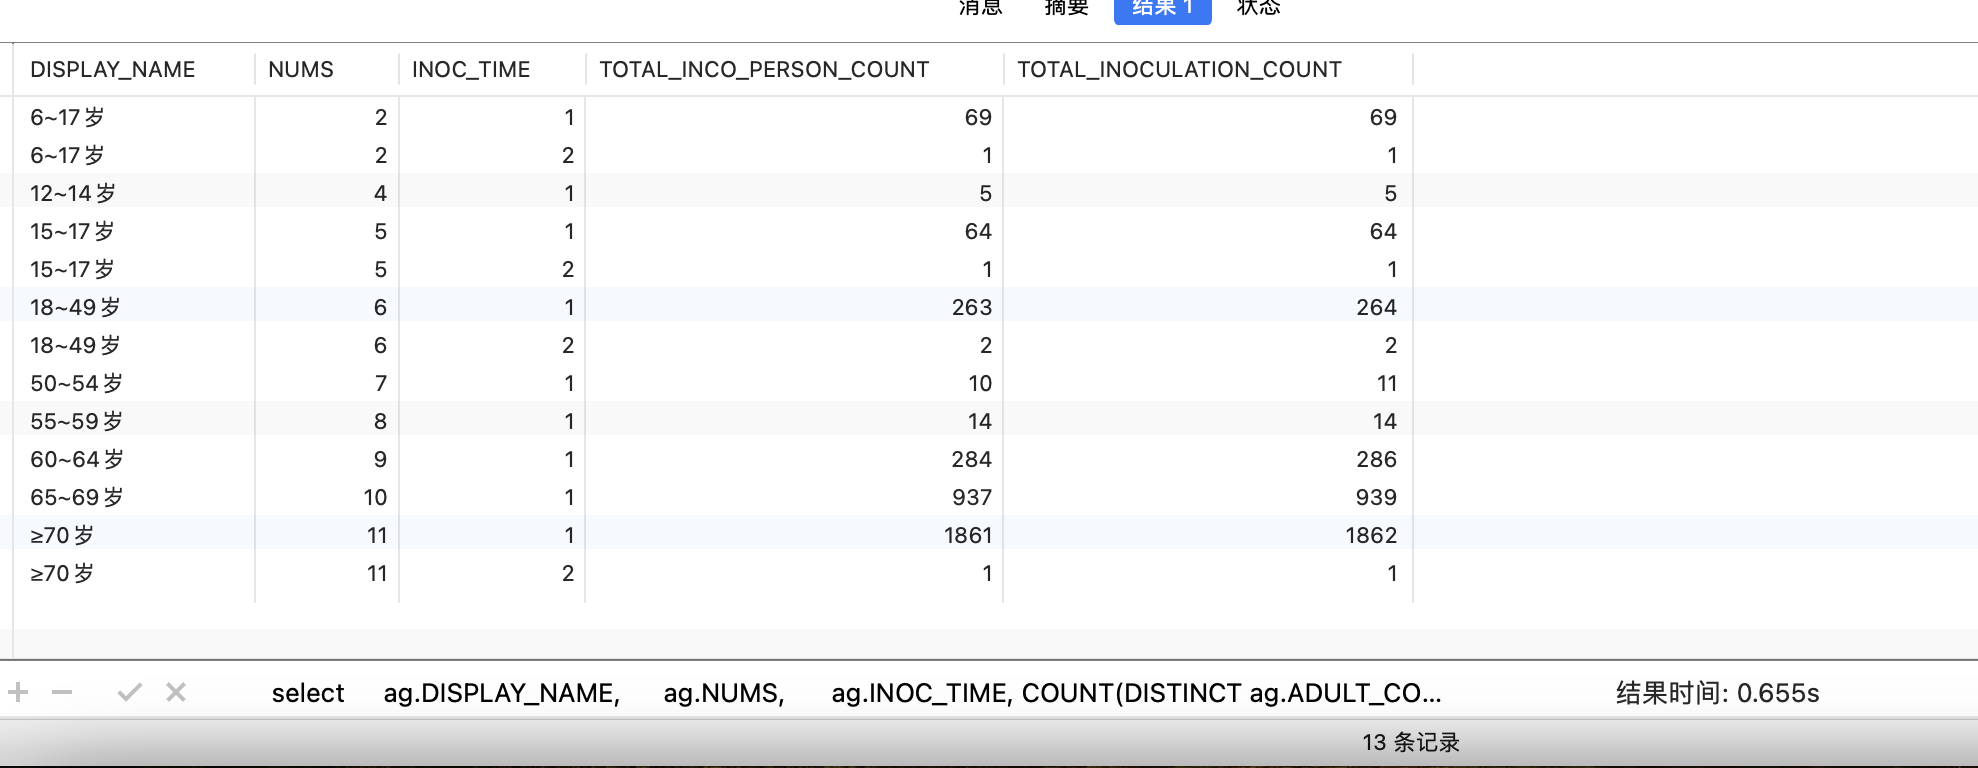 消息 摘要 结果 1 状态
DISPLAY_NAME NUMS INOC_TIME TOTAL_INCO_PERSON_COUNT TOTAL_INOCULATION_COUNT
6~17岁 2 1 69 69
6~17岁 2 2 1 1
12~14岁 4 1 5 5
15~17岁 5 1 64 64
15~17岁 5 2 1 1
18~49岁 6 1 263 264
18~49岁 6 2 2 2
50~54岁 7 1 10 11
55~59岁 8 1 14 14
60~64岁 9 1 284 286
65~69岁 10 1 937 939
≥70岁 11 1 1861 1862
≥70岁 11 2 1 1
select ag.DISPLAY_NAME, ag.NUMS, ag.INOC_TIME, COUNT(DISTINCT ag.ADULT_CO... 结果时间: 0.655s
13 条记录